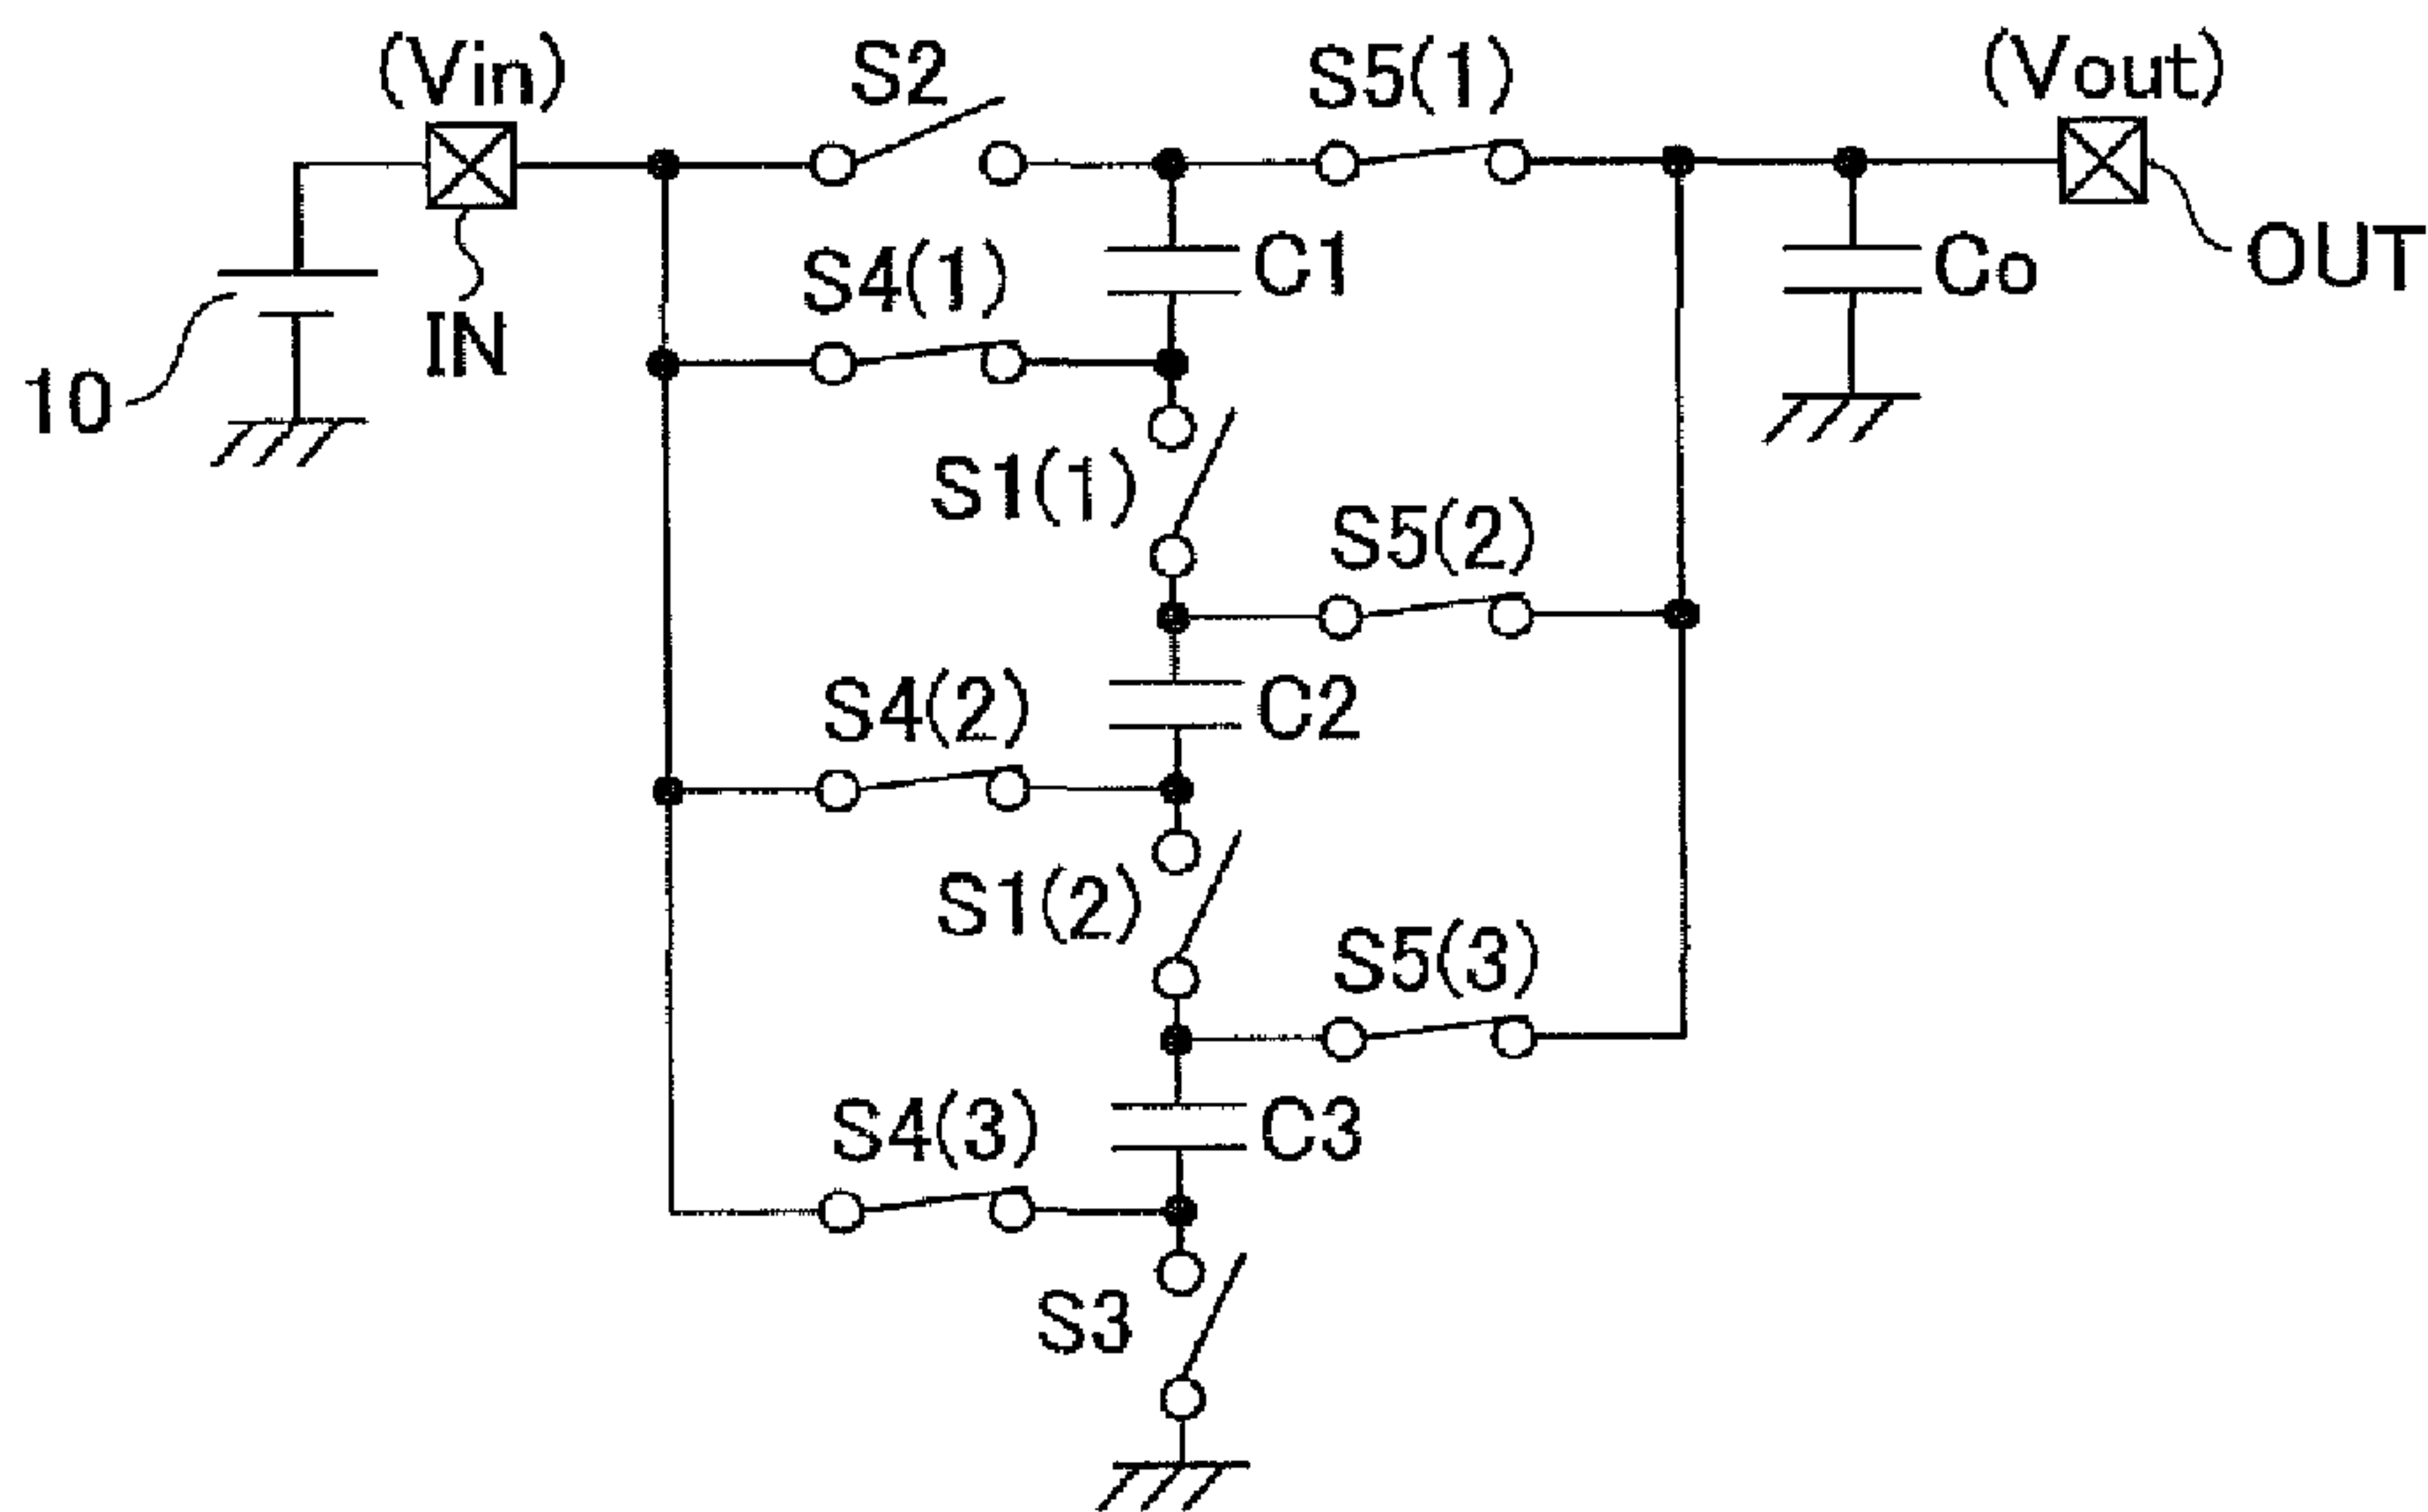 (Vin)
S2
S5(1)
(Vout)
S4(1)
C1
Co
OUT
IN
10
S1(1)
S5(2)
S4(2)
C2
S1(2)
S5(3)
S4(3)
C3
S3